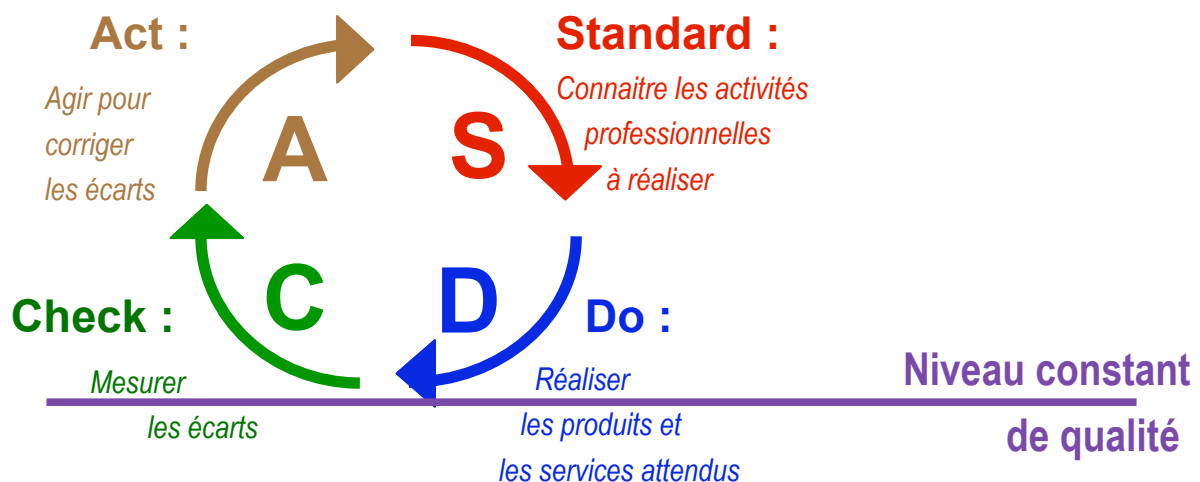 Act :
Agir pour
corriger
les écarts
A
Standard :
Connaitre les activités
professionnelles
à réaliser
S
Check :
Mesurer
les écarts
C
D
Do :
Réaliser
les produits et
les services attendus
Niveau constant
de qualité